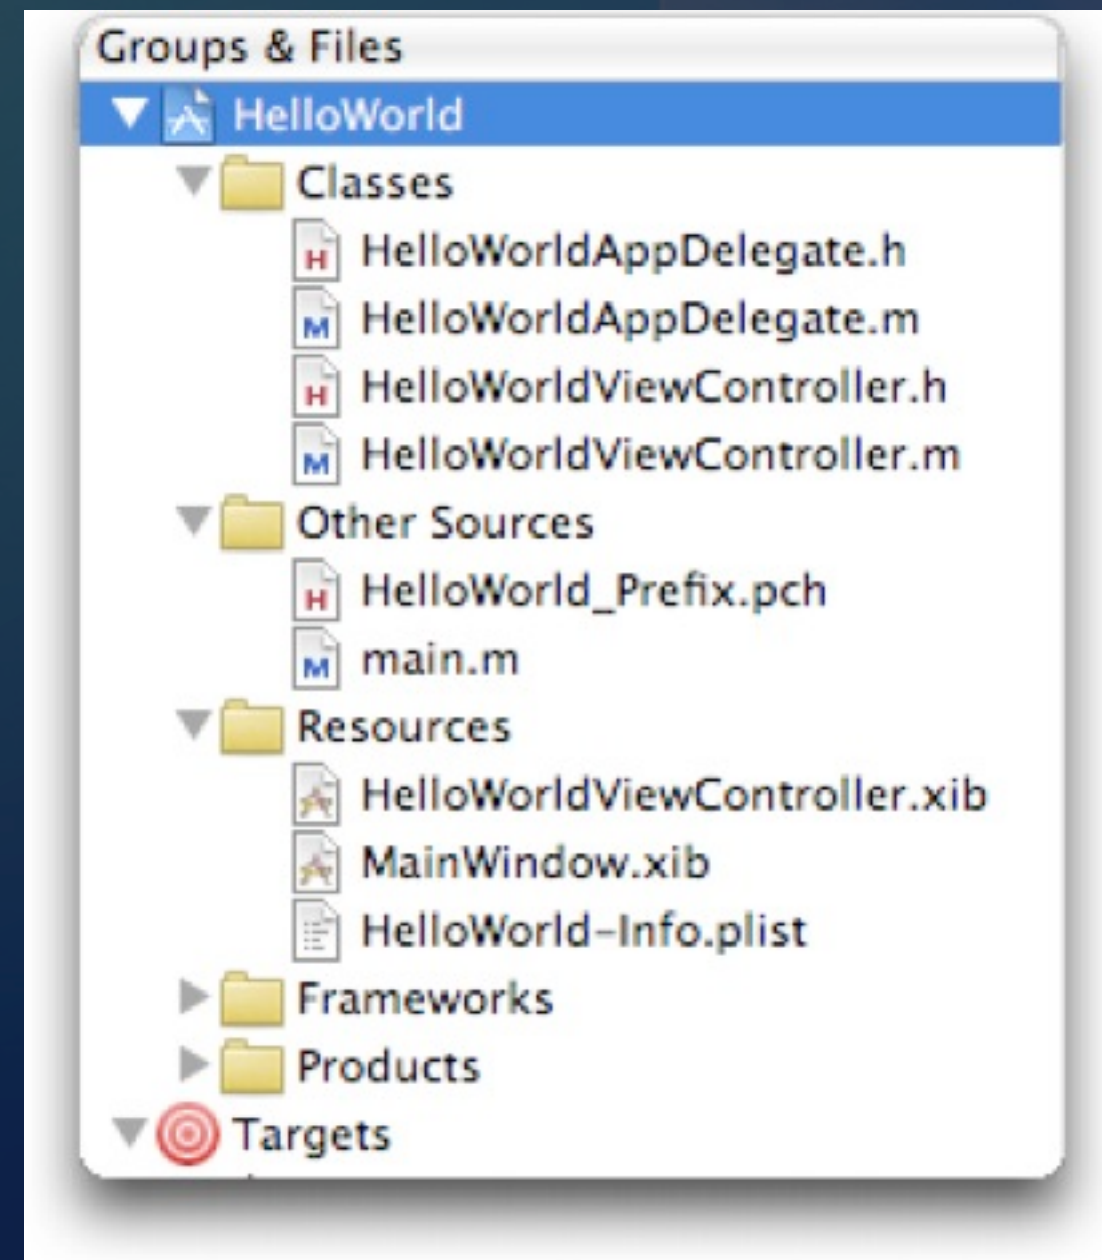 Groups & Files
HelloWorld
Classes
H HelloWorldAppDelegate.h
M HelloWorldAppDelegate.m
H HelloWorldViewController.h
M HelloWorldViewController.m
Other Sources
H HelloWorld_Prefix.pch
M main.m
Resources
HelloWorldViewController.xib
MainWindow.xib
HelloWorld-Info.plist
Frameworks
Products
Targets